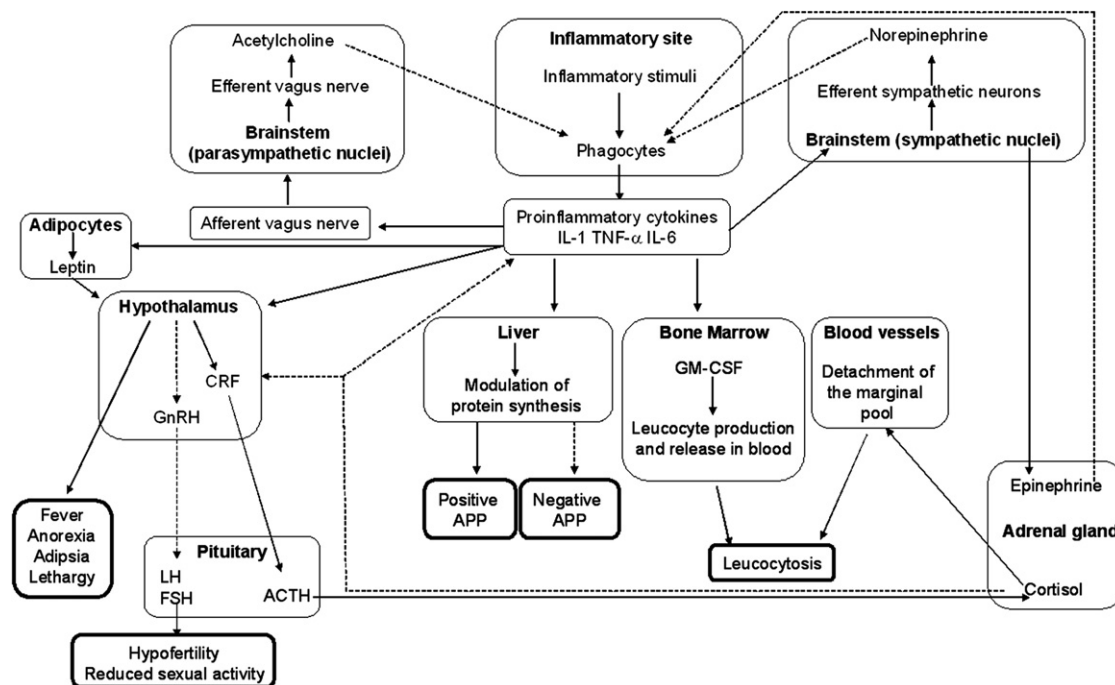 Acetylcholine
Efferent vagus nerve
Brainstem
(parasympathetic nuclei)
Afferent vagus nerve
Inflammatory site
Inflammatory stimuli
Phagocytes
Proinflammatory cytokines
IL-1 TNF-α IL-6
Norepinephrine
Efferent sympathetic neurons
Brainstem (sympathetic nuclei)
Adipocytes
Leptin
Hypothalamus
CRF
GnRH
Liver
Modulation of
protein synthesis
Bone Marrow
GM-CSF
Leucocyte production
and release in blood
Blood vessels
Detachment of
the marginal
pool
Positive
APP
Negative
APP
Leucocytosis
Epinephrine
Adrenal gland
Cortisol
Fever
Anorexia
Adipsia
Lethargy
Pituitary
LH
FSH
ACTH
Hypofertility
Reduced sexual activity